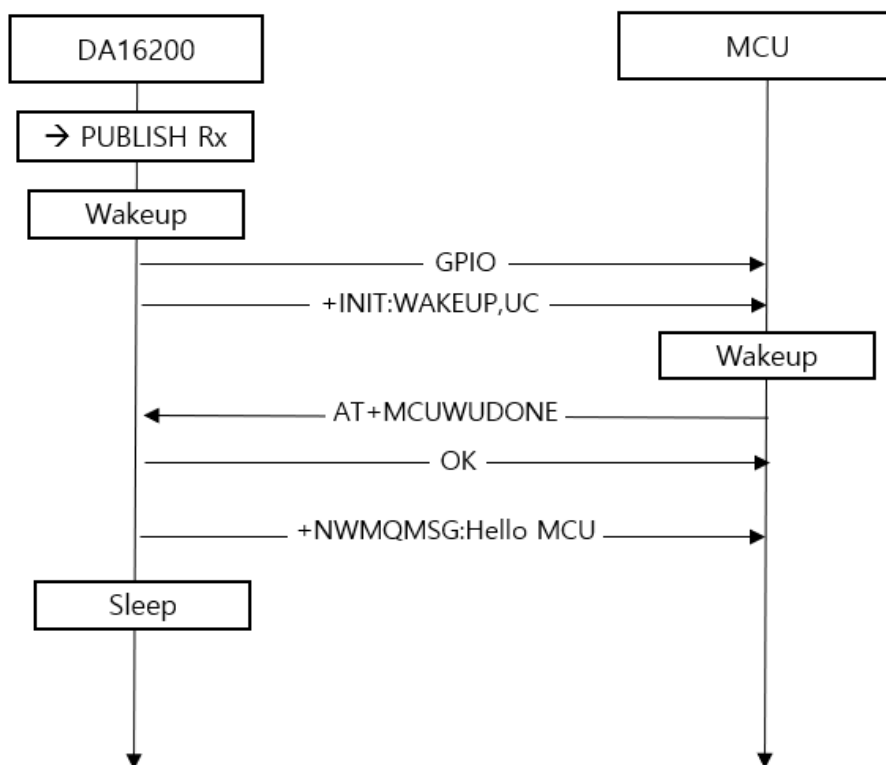 DA16200
MCU
→ PUBLISH Rx
Wakeup
GPIO
+INIT:WAKEUP,UC
Wakeup
AT+MCUWUDONE
OK
+NWMQMSG:Hello MCU
Sleep